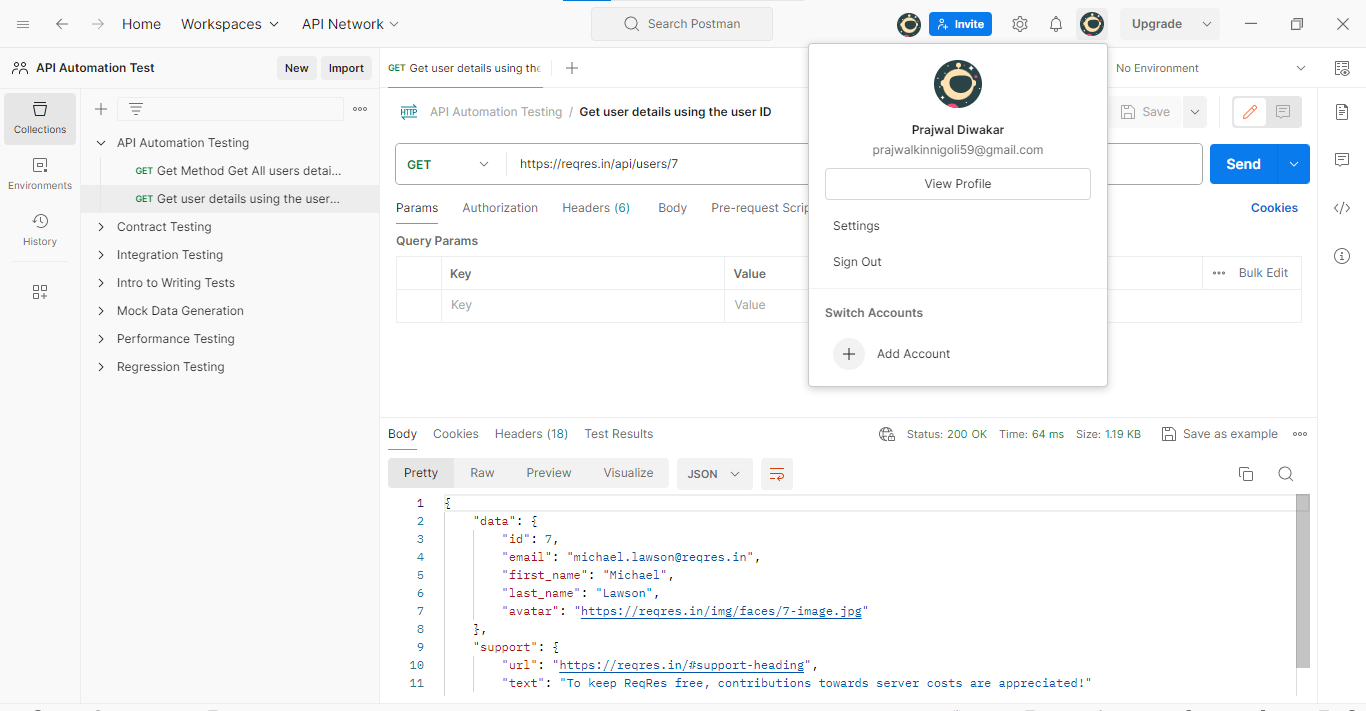 Home Workspaces API Network Search Postman Invite Upgrade
API Automation Test New Import GET Get user details using the No Environment
Collections
Environments
History
API Automation Testing
GET Get Method Get All users detai...
GET Get user details using the user...
Contract Testing
Integration Testing
Intro to Writing Tests
Mock Data Generation
Performance Testing
Regression Testing
HTTP API Automation Testing / Get user details using the user ID Save
GET https://reqres.in/api/users/7 Send
Params Authorization Headers (6) Body Pre-request Scrip Cookies
Query Params
Key Value Bulk Edit
Key Value
Prajwal Diwakar
prajwalkinnigoli59@gmail.com
View Profile
Settings
Sign Out
Switch Accounts
Add Account
Body Cookies Headers (18) Test Results Status: 200 OK Time: 64 ms Size: 1.19 KB Save as example
Pretty Raw Preview Visualize JSON
1 {
2 "data": {
3 "id": 7,
4 "email": "michael.lawson@reqres.in",
5 "first_name": "Michael",
6 "last_name": "Lawson",
7 "avatar": "https://reqres.in/img/faces/7-image.jpg"
8 },
9 "support": {
10 "url": "https://reqres.in/#support-heading",
11 "text": "To keep ReqRes free, contributions towards server costs are appreciated!"